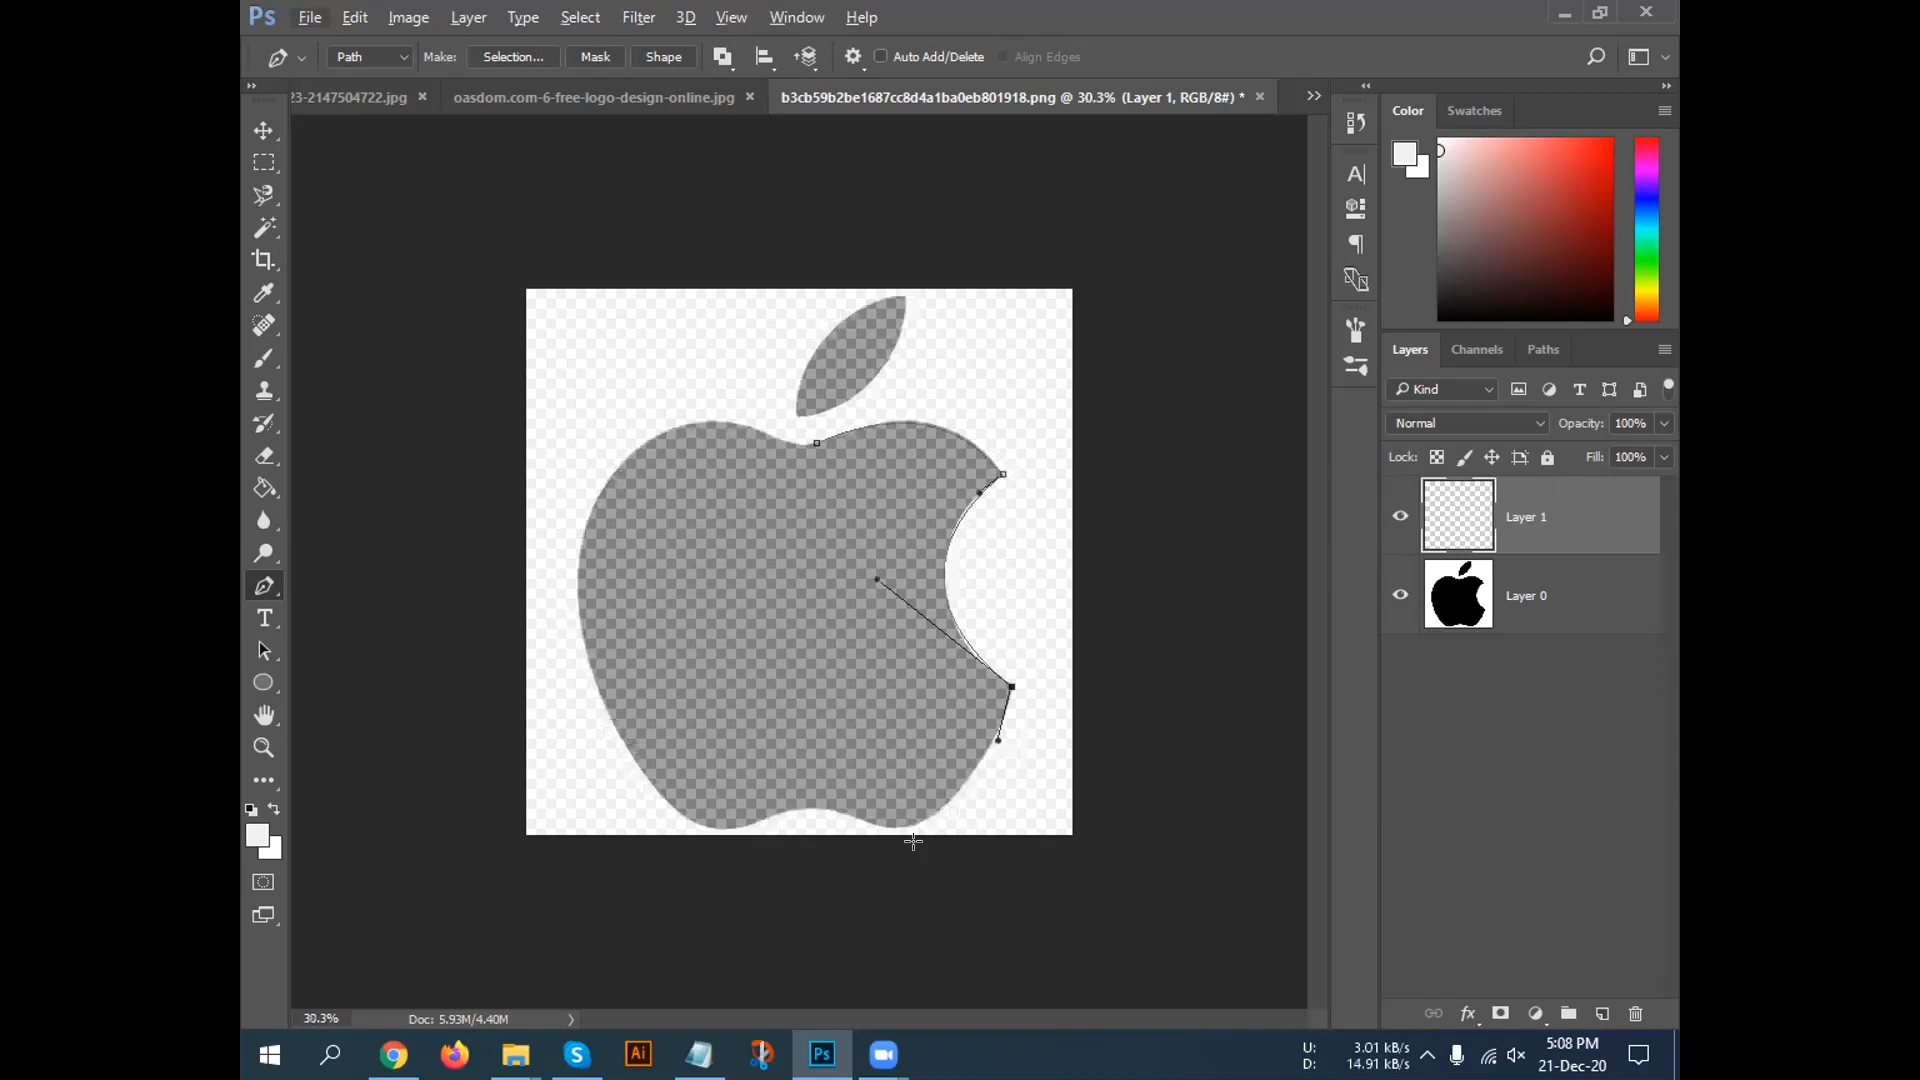 Ps File Edit Image Layer Type Select Filter 3D View Window Help
Path Make: Selection... Mask Shape Auto Add/Delete Align Edges
23-2147504722.jpg × oasdom.com-6-free-logo-design-online.jpg × b3cb59b2be1687cc8d4a1ba0eb801918.png @ 30.3% (Layer 1, RGB/8#) * ×
Color Swatches
Layers Channels Paths
Kind
Normal Opacity: 100%
Lock: Fill: 100%
Layer 1
Layer 0
30.3% Doc: 5.93M/4.40M
Ai Ps
U: 3.01 kB/s
D: 14.91 kB/s
5:08 PM
21-Dec-20